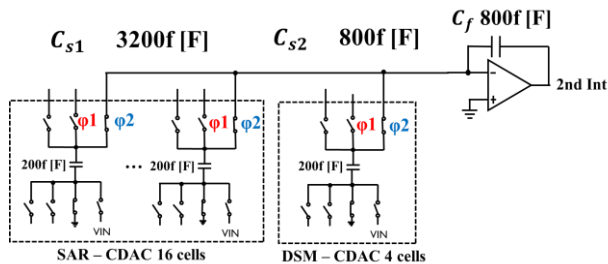 Cs1 3200f [F] Cs2 800f [F] Cf 800f [F]
− + 2nd Int
φ1 φ2 φ1 φ2 φ1 φ2
200f [F] ... 200f [F] 200f [F]
VIN VIN VIN
SAR – CDAC 16 cells DSM – CDAC 4 cells